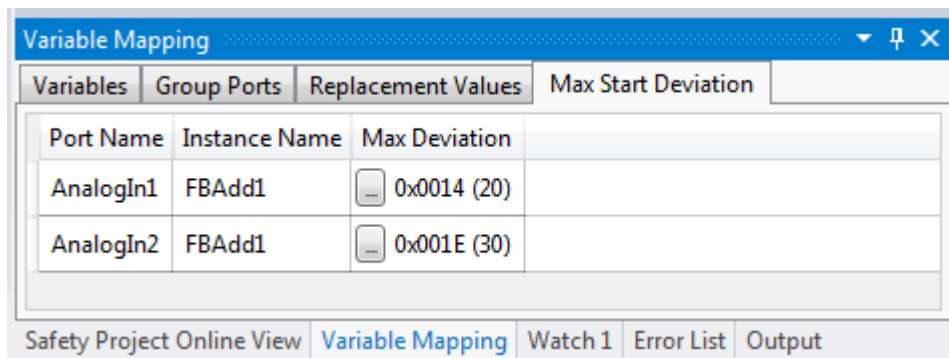 Variable Mapping
Variables Group Ports Replacement Values Max Start Deviation
Port Name Instance Name Max Deviation
AnalogIn1 FBAdd1 ... 0x0014 (20)
AnalogIn2 FBAdd1 ... 0x001E (30)
Safety Project Online View Variable Mapping Watch 1 Error List Output